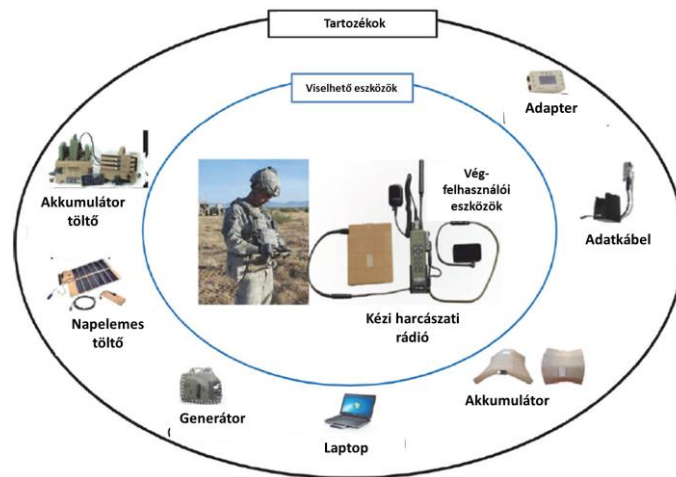 Tartozékok
Viselhető eszközök
Adapter
Akkumulátor
töltő
Vég-
felhasználói
eszközök
Adatkábel
Napelemes
töltő
Kézi harcászati
rádió
Generátor
Laptop
Akkumulátor